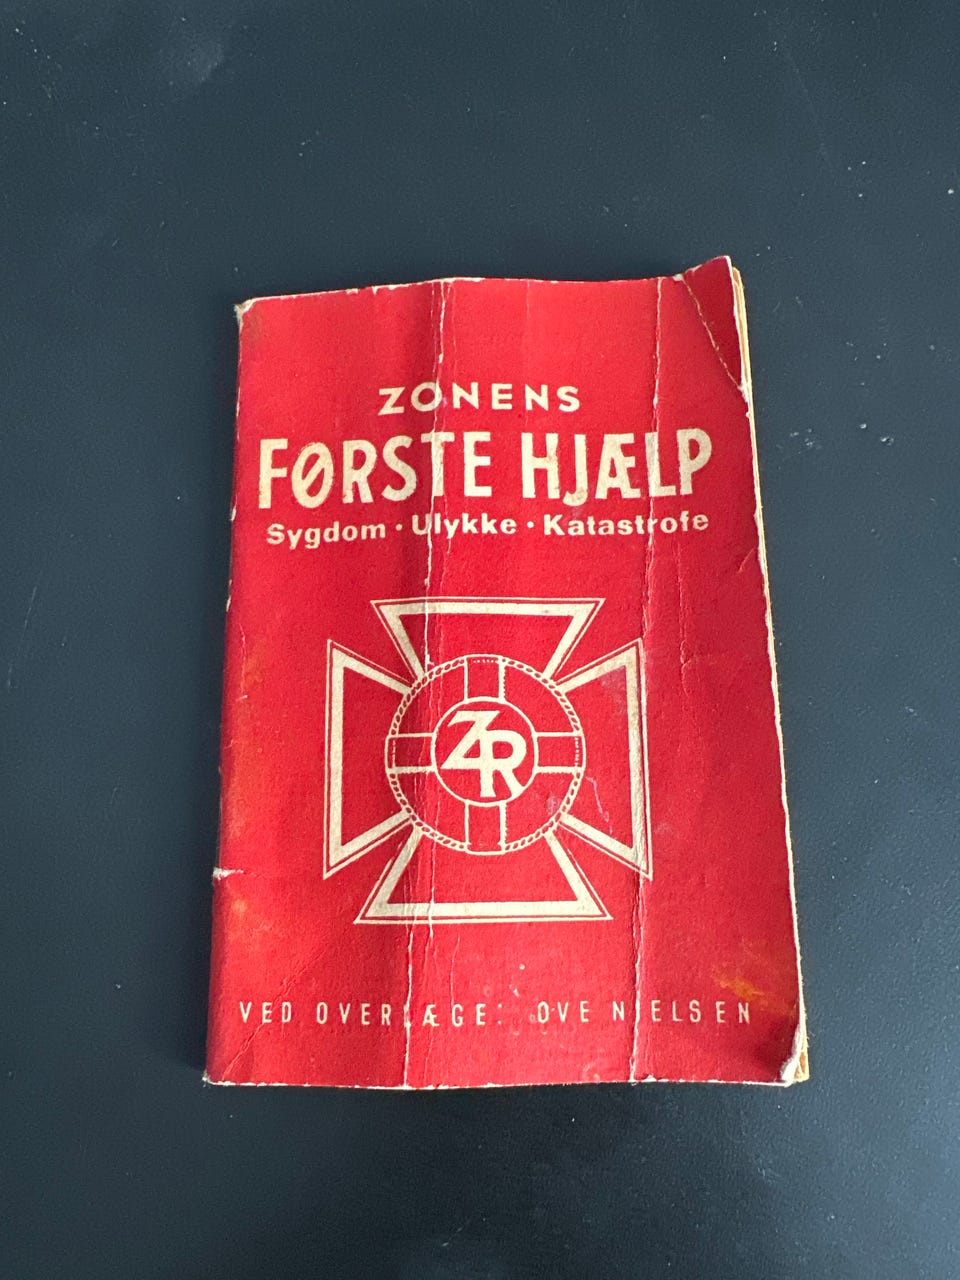 ZONENS
FØRSTE HJÆLP
Sygdom · Ulykke · Katastrofe
ZR
VED OVERLÆGE: OVE NIELSEN